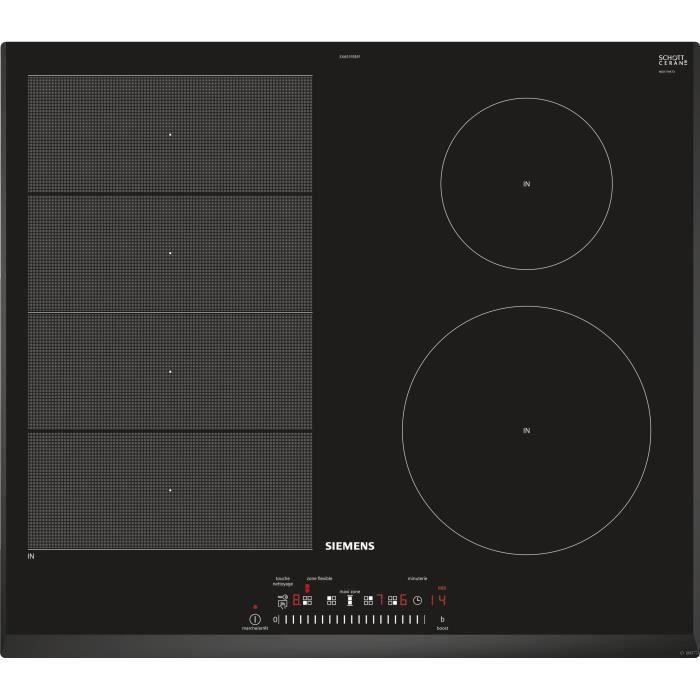 SCHOTT
CERAN®
IN
IN
SIEMENS
IN
touche
nettoyage
zone flexible
minuterie
maxi zone
min
8 7 6 14
marche/arrêt
0 b
boost